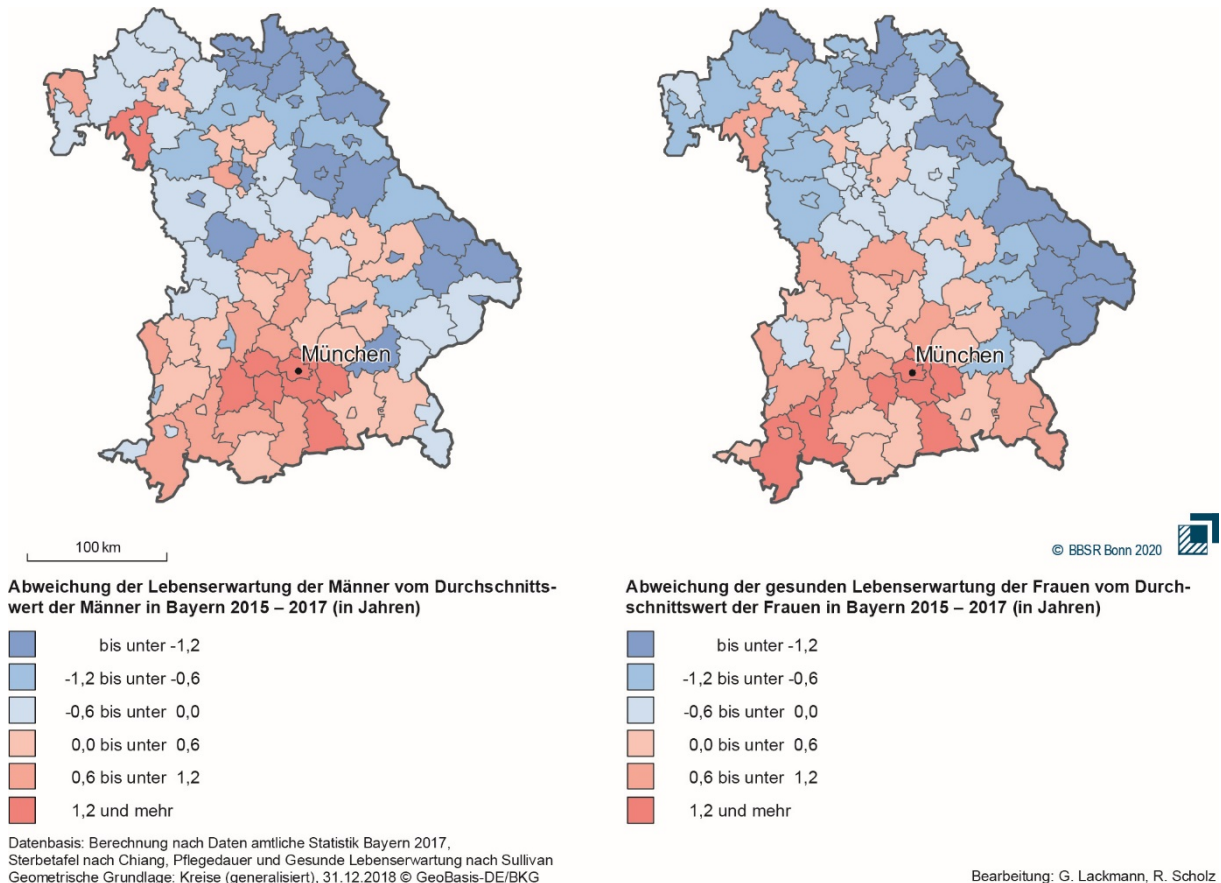 München
München
100 km
© BBSR Bonn 2020
Abweichung der Lebenserwartung der Männer vom Durchschnitts-
wert der Männer in Bayern 2015 – 2017 (in Jahren)
bis unter -1,2
-1,2 bis unter -0,6
-0,6 bis unter 0,0
0,0 bis unter 0,6
0,6 bis unter 1,2
1,2 und mehr
Abweichung der gesunden Lebenserwartung der Frauen vom Durch-
schnittswert der Frauen in Bayern 2015 – 2017 (in Jahren)
bis unter -1,2
-1,2 bis unter -0,6
-0,6 bis unter 0,0
0,0 bis unter 0,6
0,6 bis unter 1,2
1,2 und mehr
Datenbasis: Berechnung nach Daten amtliche Statistik Bayern 2017,
Sterbetafel nach Chiang, Pflegedauer und Gesunde Lebenserwartung nach Sullivan
Geometrische Grundlage: Kreise (generalisiert), 31.12.2018 © GeoBasis-DE/BKG
Bearbeitung: G. Lackmann, R. Scholz